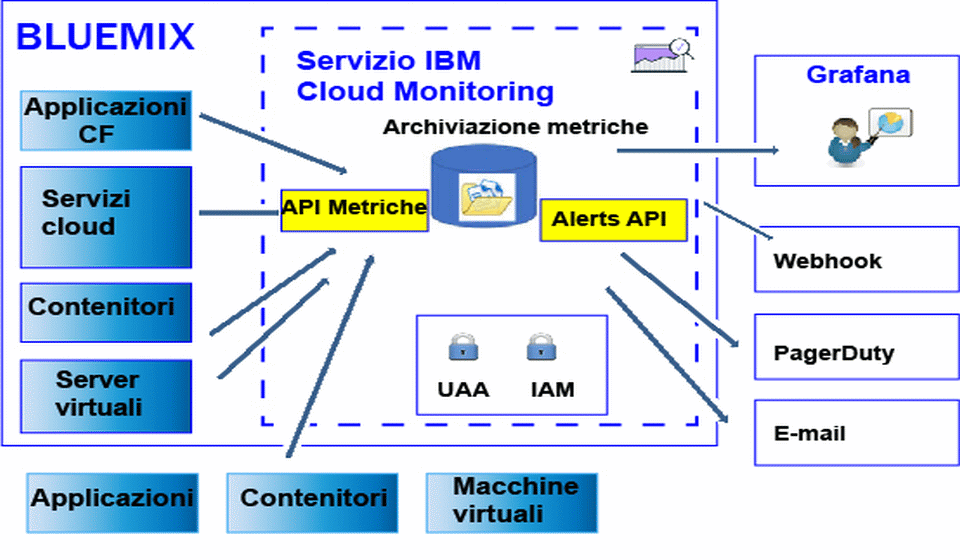 BLUEMIX
Servizio IBM
Cloud Monitoring
Archiviazione metriche
Applicazioni
CF
Servizi
cloud
Contenitori
Server
virtuali
API Metriche
Alerts API
UAA
IAM
Grafana
Webhook
PagerDuty
E-mail
Applicazioni
Contenitori
Macchine
virtuali